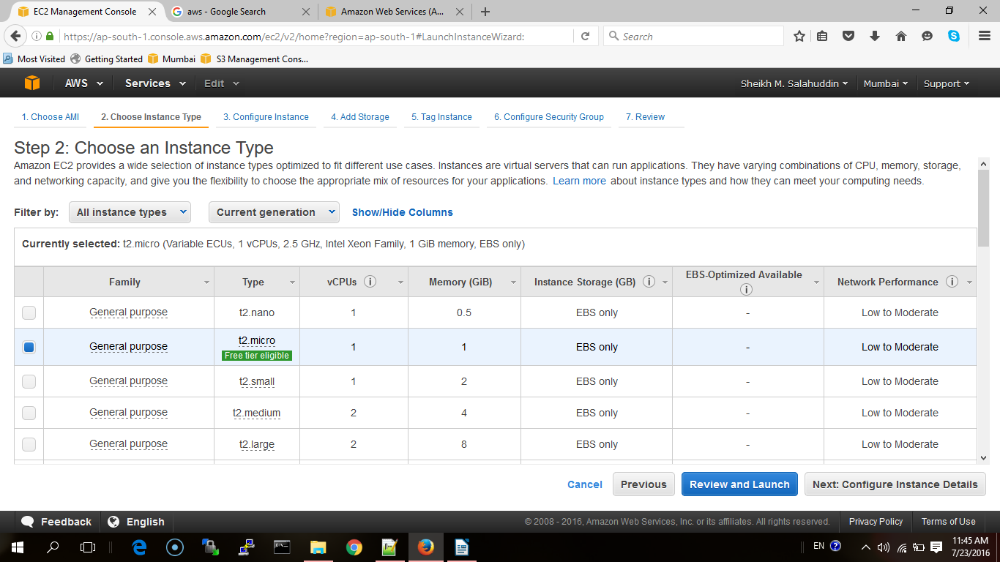 EC2 Management Console
aws - Google Search
Amazon Web Services (A...
https://ap-south-1.console.aws.amazon.com/ec2/v2/home?region=ap-south-1#LaunchInstanceWizard:
Search
Most Visited Getting Started Mumbai S3 Management Cons...
AWS Services Edit Sheikh M. Salahuddin Mumbai Support
1. Choose AMI 2. Choose Instance Type 3. Configure Instance 4. Add Storage 5. Tag Instance 6. Configure Security Group 7. Review
Step 2: Choose an Instance Type
Amazon EC2 provides a wide selection of instance types optimized to fit different use cases. Instances are virtual servers that can run applications. They have varying combinations of CPU, memory, storage,
and networking capacity, and give you the flexibility to choose the appropriate mix of resources for your applications. Learn more about instance types and how they can meet your computing needs.
Filter by: All instance types Current generation Show/Hide Columns
Currently selected: t2.micro (Variable ECUs, 1 vCPUs, 2.5 GHz, Intel Xeon Family, 1 GiB memory, EBS only)
Family Type vCPUs Memory (GiB) Instance Storage (GB) EBS-Optimized Available Network Performance
General purpose t2.nano 1 0.5 EBS only - Low to Moderate
General purpose t2.micro Free tier eligible 1 1 EBS only - Low to Moderate
General purpose t2.small 1 2 EBS only - Low to Moderate
General purpose t2.medium 2 4 EBS only - Low to Moderate
General purpose t2.large 2 8 EBS only - Low to Moderate
Cancel Previous Review and Launch Next: Configure Instance Details
Feedback English © 2008 - 2016, Amazon Web Services, Inc. or its affiliates. All rights reserved. Privacy Policy Terms of Use
EN
11:45 AM
7/23/2016